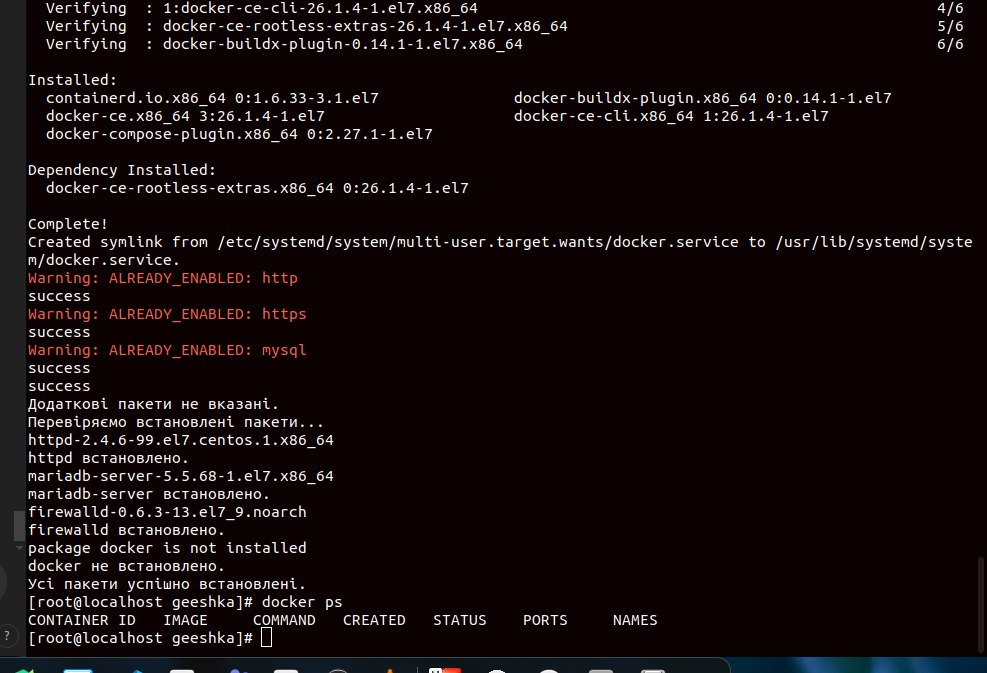 Verifying : 1:docker-ce-cli-26.1.4-1.el7.x86_64 4/6
Verifying : docker-ce-rootless-extras-26.1.4-1.el7.x86_64 5/6
Verifying : docker-buildx-plugin-0.14.1-1.el7.x86_64 6/6
Installed:
containerd.io.x86_64 0:1.6.33-3.1.el7 docker-buildx-plugin.x86_64 0:0.14.1-1.el7
docker-ce.x86_64 3:26.1.4-1.el7 docker-ce-cli.x86_64 1:26.1.4-1.el7
docker-compose-plugin.x86_64 0:2.27.1-1.el7
Dependency Installed:
docker-ce-rootless-extras.x86_64 0:26.1.4-1.el7
Complete!
Created symlink from /etc/systemd/system/multi-user.target.wants/docker.service to /usr/lib/systemd/syste
m/docker.service.
Warning: ALREADY_ENABLED: http
success
Warning: ALREADY_ENABLED: https
success
Warning: ALREADY_ENABLED: mysql
success
success
Додаткові пакети не вказані.
Перевіряємо встановлені пакети...
httpd-2.4.6-99.el7.centos.1.x86_64
httpd встановлено.
mariadb-server-5.5.68-1.el7.x86_64
mariadb-server встановлено.
firewalld-0.6.3-13.el7_9.noarch
firewalld встановлено.
package docker is not installed
docker не встановлено.
Усі пакети успішно встановлені.
[root@localhost geeshka]# docker ps
CONTAINER ID IMAGE COMMAND CREATED STATUS PORTS NAMES
[root@localhost geeshka]#
?